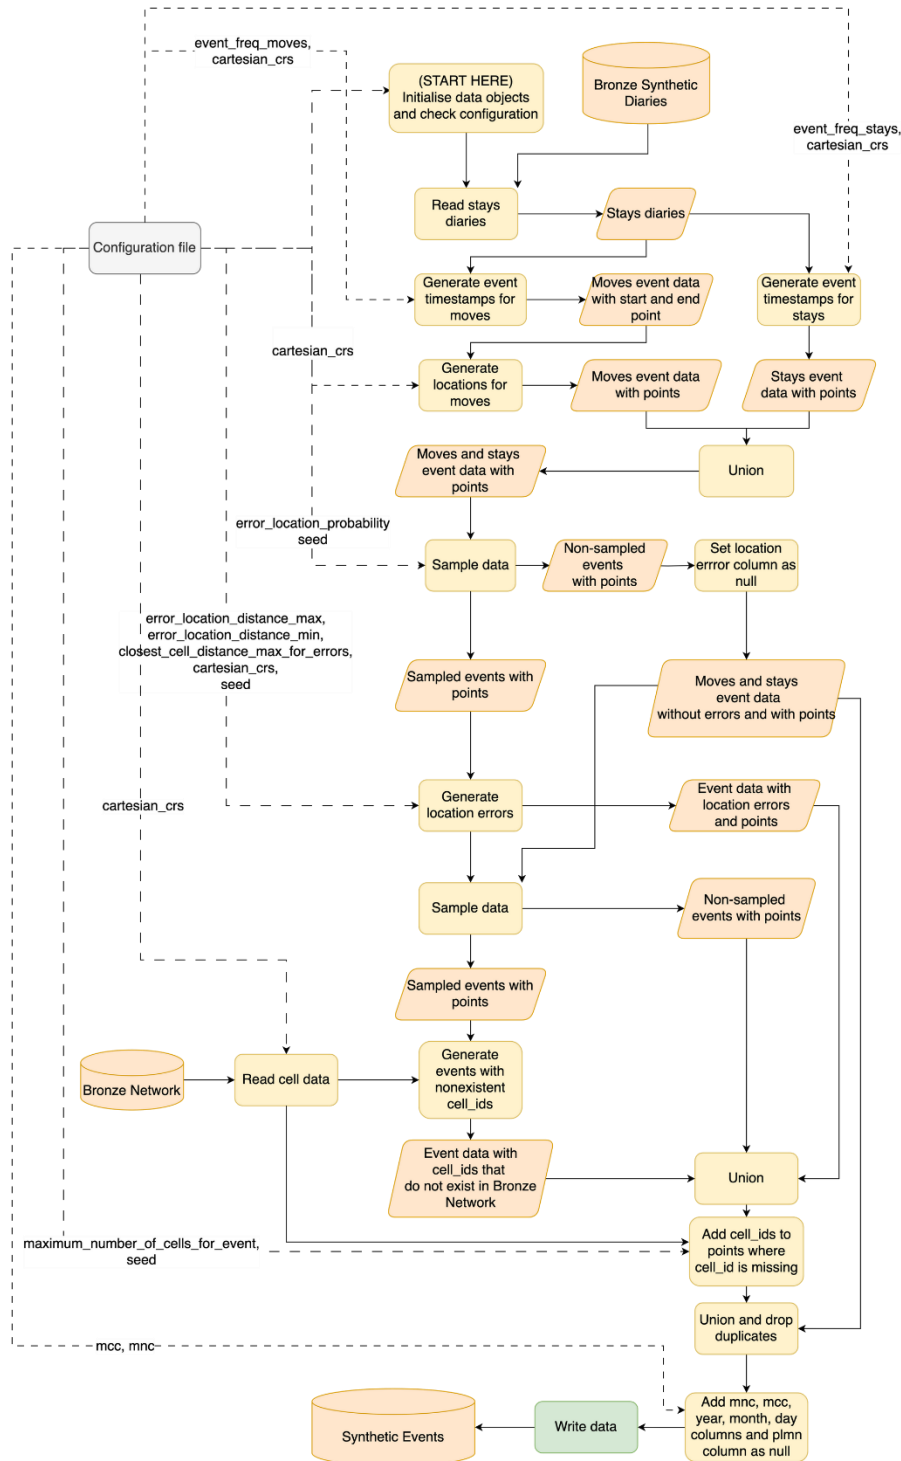 event_freq_moves,
cartesian_crs
(START HERE)
Initialise data objects
and check configuration
Bronze Synthetic
Diaries
event_freq_stays,
cartesian_crs
Read stays
diaries
Stays diaries
Configuration file
Generate event
timestamps for
moves
Moves event data
with start and end
point
Generate event
timestamps for
stays
cartesian_crs
Generate
locations for
moves
Moves event data
with points
Stays event
data with points
Moves and stays
event data with
points
Union
error_location_probability
seed
Sample data
Non-sampled
events
with points
Set location
errror column as
null
error_location_distance_max,
error_location_distance_min,
closest_cell_distance_max_for_errors,
cartesian_crs,
seed
Sampled events with
points
Moves and stays
event data
without errors and with points
cartesian_crs
Generate
location errors
Event data with
location errors
and points
Sample data
Non-sampled
events with points
Sampled events with
points
Bronze Network
Read cell data
Generate
events with
nonexistent
cell_ids
Event data with
cell_ids that
do not exist in Bronze
Network
Union
maximum_number_of_cells_for_event,
seed
Add cell_ids to
points where
cell_id is missing
Union and drop
duplicates
mcc, mnc
Add mnc, mcc,
year, month, day
columns and plmn
column as null
Write data
Synthetic Events